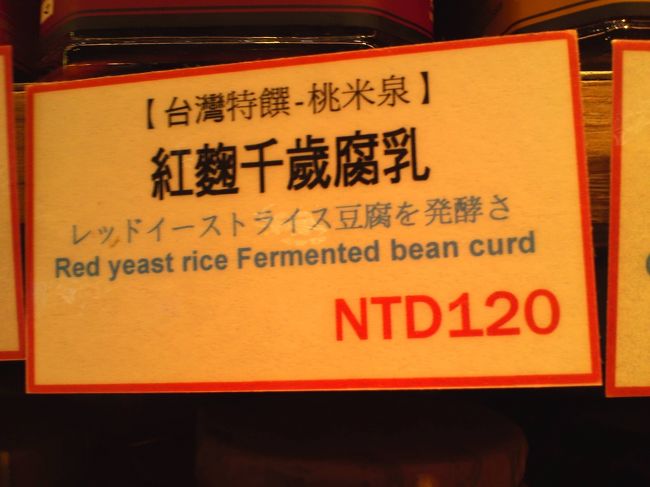 【台灣特饌-桃米泉】
紅麴千歲腐乳
レッドイーストライス豆腐を発酵さ
Red yeast rice Fermented bean curd
NTD120